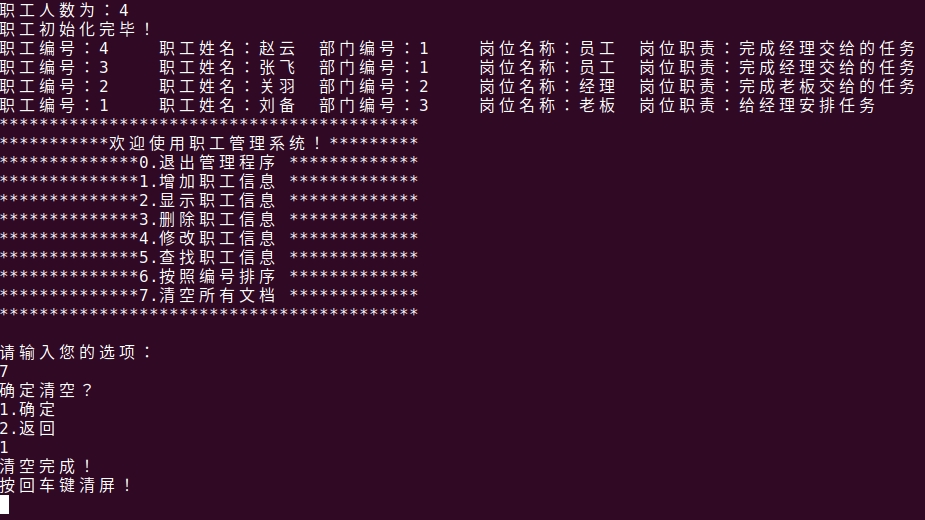 职工人数为：4
职工初始化完毕！
职工编号：4     职工姓名：赵云  部门编号：1     岗位名称：员工  岗位职责：完成经理交给的任务
职工编号：3     职工姓名：张飞  部门编号：1     岗位名称：员工  岗位职责：完成经理交给的任务
职工编号：2     职工姓名：关羽  部门编号：2     岗位名称：经理  岗位职责：完成老板交给的任务
职工编号：1     职工姓名：刘备  部门编号：3     岗位名称：老板  岗位职责：给经理安排任务
******************************************
***********欢迎使用职工管理系统！*********
**************0.退出管理程序 *************
**************1.增加职工信息 *************
**************2.显示职工信息 *************
**************3.删除职工信息 *************
**************4.修改职工信息 *************
**************5.查找职工信息 *************
**************6.按照编号排序 *************
**************7.清空所有文档 *************
******************************************
请输入您的选项：
7
确定清空？
1.确定
2.返回
1
清空完成！
按回车键清屏！